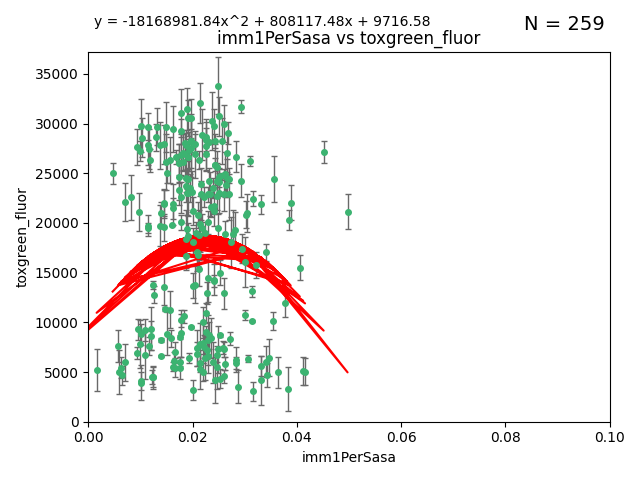 y = -18168981.84x^2 + 808117.48x + 9716.58
N = 259
imm1PerSasa vs toxgreen_fluor
35000
30000
25000
20000
15000
10000
5000
0
toxgreen_fluor
0.00 0.02 0.04 0.06 0.08 0.10
imm1PerSasa